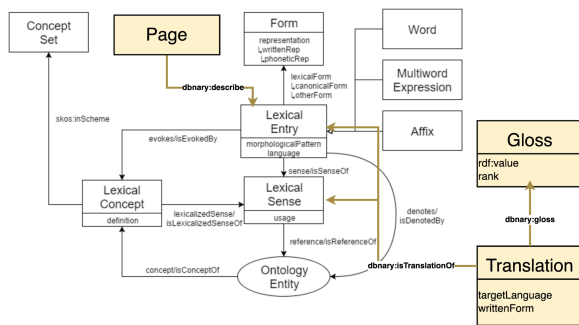 Concept
Set
Page
Form
representation
↳writtenRep
↳phoneticRep
Word
Multiword
Expression
Affix
dbnary:describe
lexicalForm
↳canonicalForm
↳otherForm
skos:inScheme
Lexical
Entry
morphologicalPattern
language
evokes/isEvokedBy
sense/isSenseOf
Gloss
rdf:value
rank
Lexical
Concept
definition
lexicalizedSense/
isLexicalizedSenseOf
Lexical
Sense
usage
denotes/
isDenotedBy
dbnary:gloss
reference/isReferenceOf
concept/isConceptOf
Ontology
Entity
dbnary:isTranslationOf
Translation
targetLanguage
writtenForm